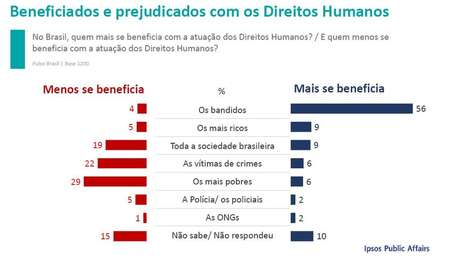 Beneficiados e prejudicados com os Direitos Humanos
No Brasil, quem mais se beneficia com a atuação dos Direitos Humanos? / E quem menos se
beneficia com a atuação dos Direitos Humanos?
Pulso Brasil | Base 1200
Menos se beneficia % Mais se beneficia
4 Os bandidos 56
5 Os mais ricos 9
19 Toda a sociedade brasileira 9
22 As vítimas de crimes 6
29 Os mais pobres 6
5 A Polícia/ os policiais 2
1 As ONGs 2
15 Não sabe/ Não respondeu 10
Ipsos Public Affairs